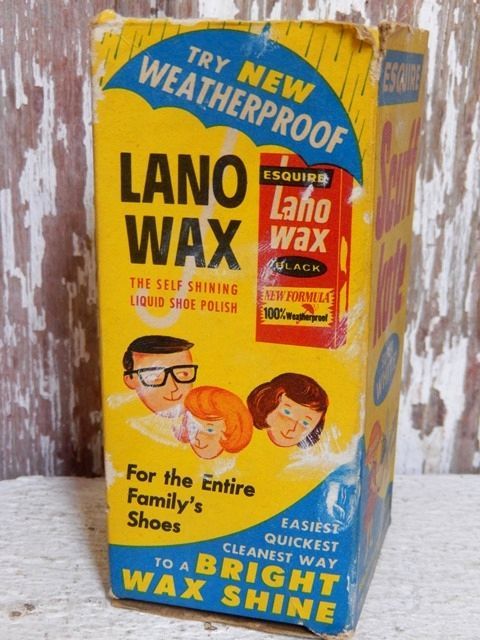 TRY NEW
WEATHERPROOF
LANO
WAX
THE SELF SHINING
LIQUID SHOE POLISH
ESQUIRE
Lano
wax
BLACK
NEW FORMULA
100% Weatherproof
For the Entire
Family's
Shoes
EASIEST
QUICKEST
CLEANEST WAY
TO A BRIGHT
WAX SHINE
ESQUIRE